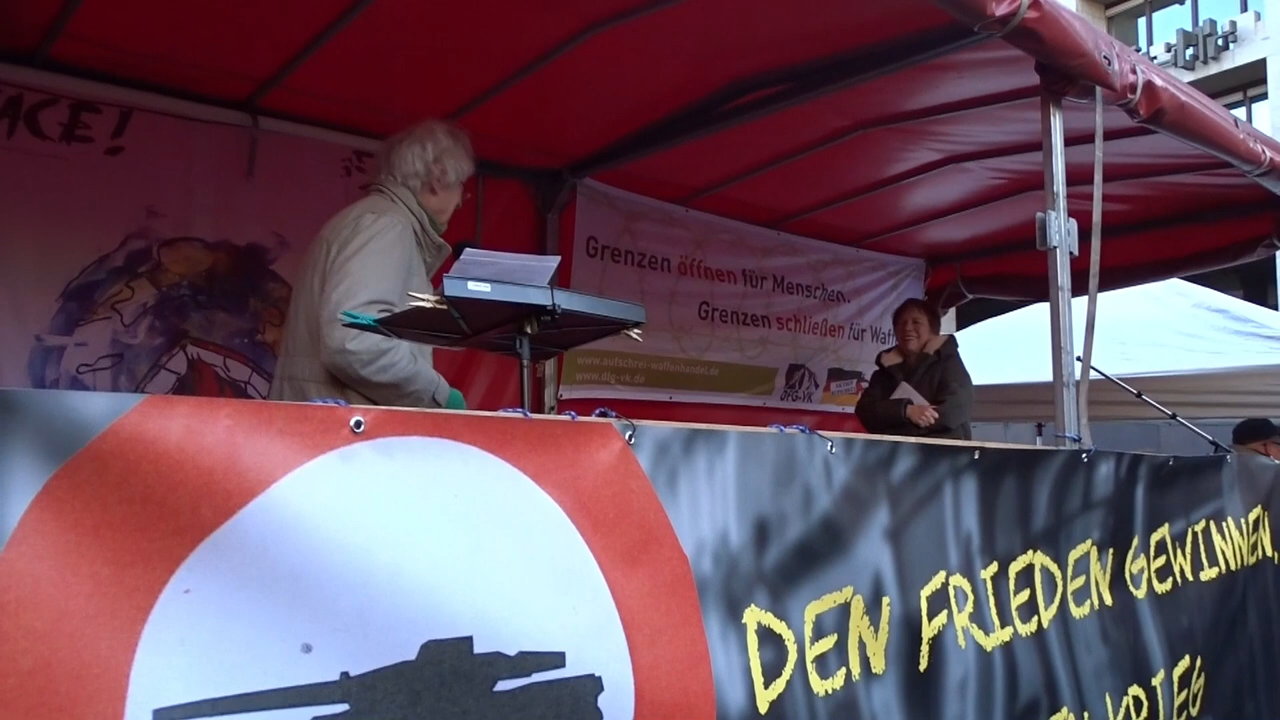 ACE!
Grenzen öffnen für Menschen.
Grenzen schließen für Waff
www.aufschrei-waffenhandel.de
www.dfg-vk.de
DFG-VK
DEN FRIEDEN GEWINNEN,
KRIEG